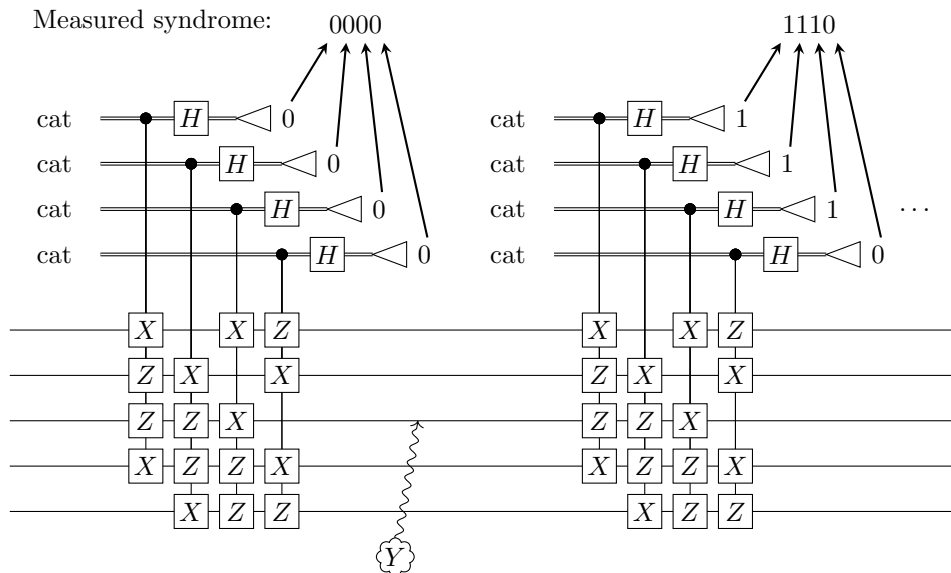 Measured syndrome: 0000 1110
cat H 0 cat H 1
cat H 0 cat H 1
cat H 0 cat H 1 ...
cat H 0 cat H 0
X X Z X X Z
Z X X Z X X
Z Z X Z Z X
X Z Z X X Z Z X
X Z Z X Z Z
Y